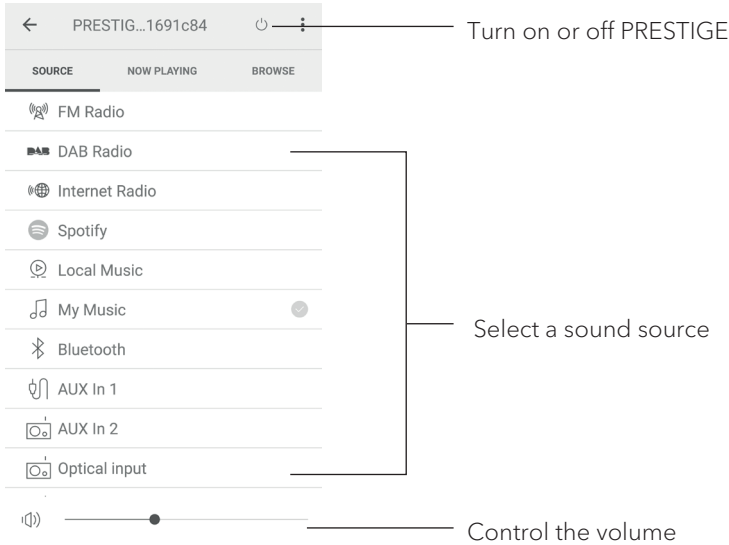 PRESTIG...1691c84
Turn on or off PRESTIGE
SOURCE NOW PLAYING BROWSE
FM Radio
DAB DAB Radio
Internet Radio
Spotify
Local Music
My Music
Select a sound source
Bluetooth
AUX In 1
AUX In 2
Optical input
Control the volume